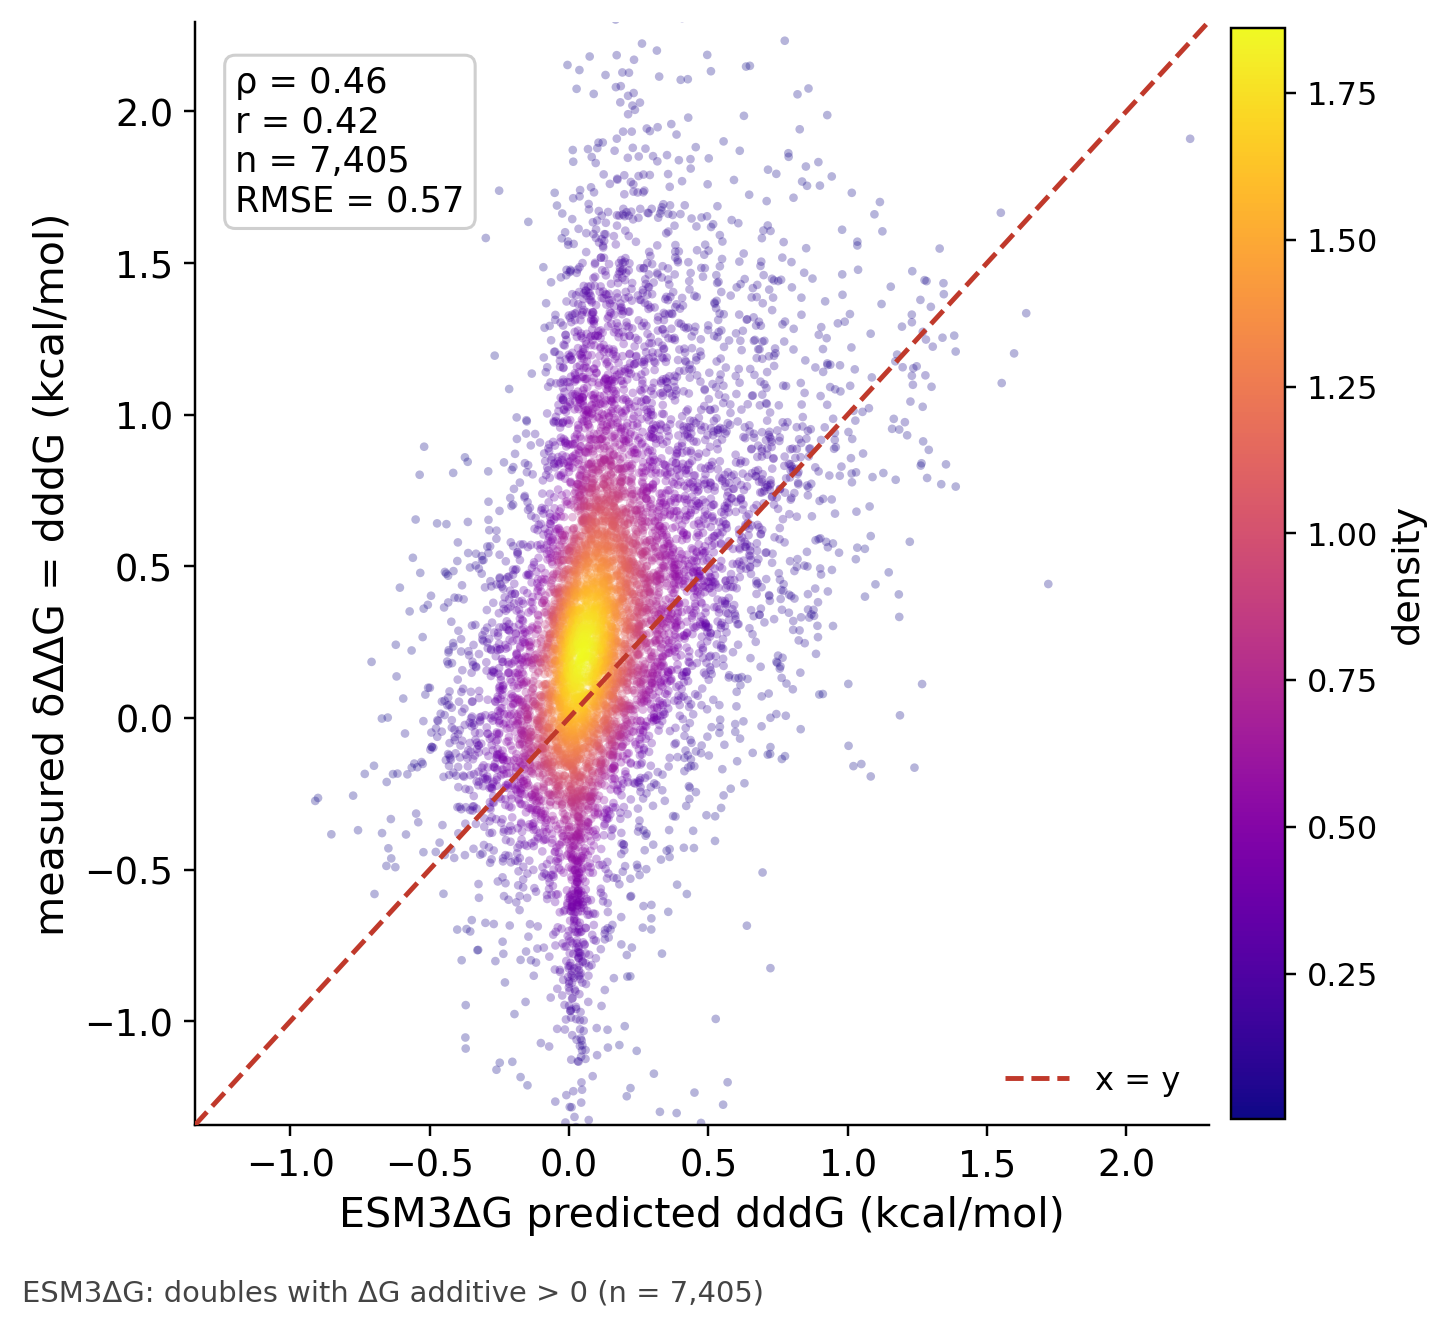 ρ = 0.46
r = 0.42
n = 7,405
RMSE = 0.57
measured δΔΔG = dddG (kcal/mol)
2.0
1.5
1.0
0.5
0.0
−0.5
−1.0
−1.0 −0.5 0.0 0.5 1.0 1.5 2.0
ESM3ΔG predicted dddG (kcal/mol)
x = y
1.75
1.50
1.25
1.00
0.75
0.50
0.25
density
ESM3ΔG: doubles with ΔG additive > 0 (n = 7,405)